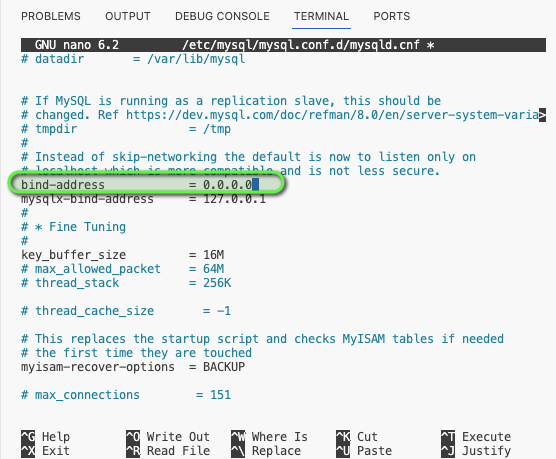 PROBLEMS OUTPUT DEBUG CONSOLE TERMINAL PORTS
GNU nano 6.2 /etc/mysql/mysql.conf.d/mysqld.cnf *
# datadir = /var/lib/mysql
# If MySQL is running as a replication slave, this should be
# changed. Ref https://dev.mysql.com/doc/refman/8.0/en/server-system-varia>
# tmpdir = /tmp
#
# Instead of skip-networking the default is now to listen only on
# localhost which is more compatible and is not less secure.
bind-address = 0.0.0.0
mysqlx-bind-address = 127.0.0.1
#
# * Fine Tuning
#
key_buffer_size = 16M
# max_allowed_packet = 64M
# thread_stack = 256K
# thread_cache_size = -1
# This replaces the startup script and checks MyISAM tables if needed
# the first time they are touched
myisam-recover-options = BACKUP
# max_connections = 151
^G Help ^O Write Out ^W Where Is ^K Cut ^T Execute
^X Exit ^R Read File ^\ Replace ^U Paste ^J Justify